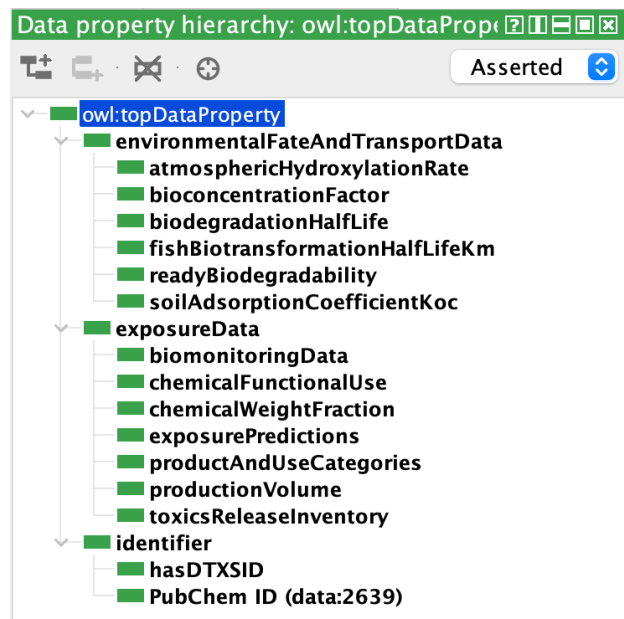 Data property hierarchy: owl:topDataPrope
Asserted
owl:topDataProperty
environmentalFateAndTransportData
atmosphericHydroxylationRate
bioconcentrationFactor
biodegradationHalfLife
fishBiotransformationHalfLifeKm
readyBiodegradability
soilAdsorptionCoefficientKoc
exposureData
biomonitoringData
chemicalFunctionalUse
chemicalWeightFraction
exposurePredictions
productAndUseCategories
productionVolume
toxicsReleaseInventory
identifier
hasDTXSID
PubChem ID (data:2639)